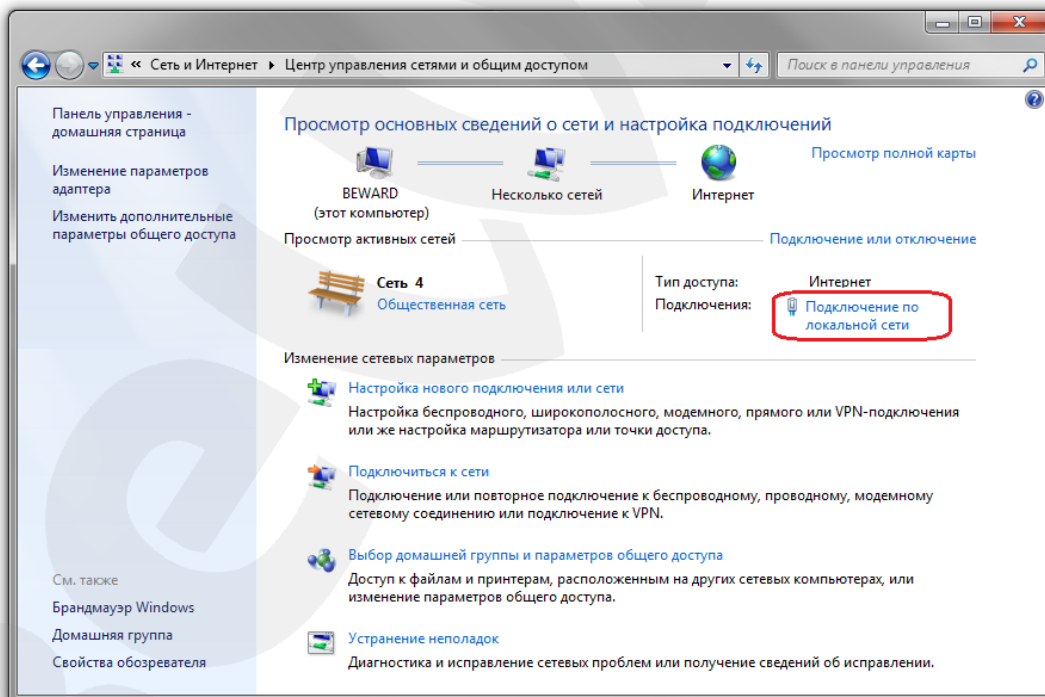 « Сеть и Интернет ▸ Центр управления сетями и общим доступом
Поиск в панели управления
Панель управления -
домашняя страница
Изменение параметров
адаптера
Изменить дополнительные
параметры общего доступа
См. также
Брандмауэр Windows
Домашняя группа
Свойства обозревателя
Просмотр основных сведений о сети и настройка подключений
Просмотр полной карты
BEWARD
(этот компьютер)
Несколько сетей
Интернет
Просмотр активных сетей
Подключение или отключение
Сеть 4
Общественная сеть
Тип доступа: Интернет
Подключения: Подключение по
локальной сети
Изменение сетевых параметров
Настройка нового подключения или сети
Настройка беспроводного, широкополосного, модемного, прямого или VPN-подключения
или же настройка маршрутизатора или точки доступа.
Подключиться к сети
Подключение или повторное подключение к беспроводному, проводному, модемному
сетевому соединению или подключение к VPN.
Выбор домашней группы и параметров общего доступа
Доступ к файлам и принтерам, расположенным на других сетевых компьютерах, или
изменение параметров общего доступа.
Устранение неполадок
Диагностика и исправление сетевых проблем или получение сведений об исправлении.